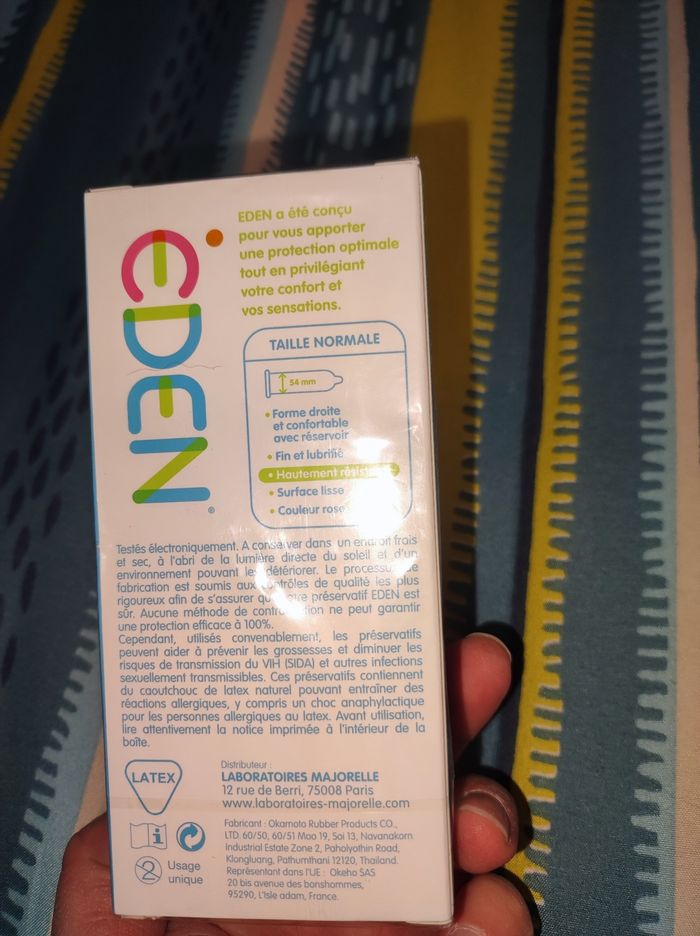 EDEN
EDEN a été conçu
pour vous apporter
une protection optimale
tout en privilégiant
votre confort et
vos sensations.
TAILLE NORMALE
54 mm
• Forme droite
et confortable
avec réservoir
• Fin et lubrifié
• Hautement
• Surface lisse
• Couleur rose
Testés électroniquement. A conserver dans un endroit frais
et sec, à l'abri de la lumière directe du soleil et d'un
environnement pouvant les détériorer. Le processus de
fabrication est soumis aux contrôles de qualité les plus
rigoureux afin de s'assurer que votre préservatif EDEN est
sûr. Aucune méthode de contraception ne peut garantir
une protection efficace à 100%.
Cependant, utilisés convenablement, les préservatifs
peuvent aider à prévenir les grossesses et diminuer les
risques de transmission du VIH (SIDA) et autres infections
sexuellement transmissibles. Ces préservatifs contiennent
du caoutchouc de latex naturel pouvant entraîner des
réactions allergiques, y compris un choc anaphylactique
pour les personnes allergiques au latex. Avant utilisation,
lire attentivement la notice imprimée à l'intérieur de la
boîte.
LATEX
Distributeur :
LABORATOIRES MAJORELLE
12 rue de Berri, 75008 Paris
www.laboratoires-majorelle.com
Fabricant : Okamoto Rubber Products CO.,
LTD. 60/50, 60/51 Moo 19, Soi 13, Navanakorn
Industrial Estate Zone 2, Paholyothin Road,
Klongluang, Pathumthani 12120, Thailand.
Représentant dans l'UE : Okeho SAS
20 bis avenue des bonshommes,
95290, L'Isle adam, France.
2 Usage
unique